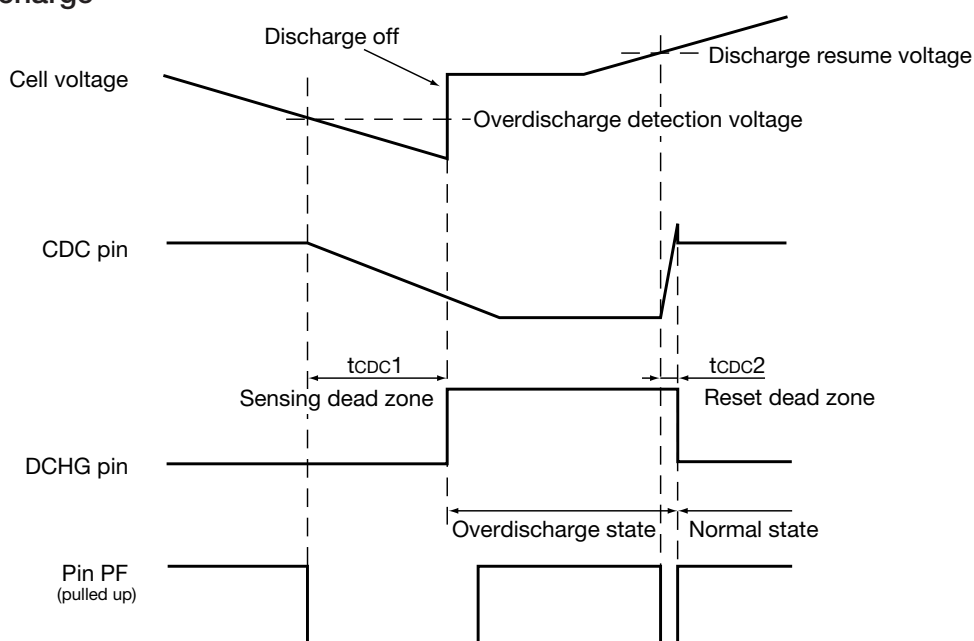 Discharge off
Discharge resume voltage
Cell voltage
Overdischarge detection voltage
CDC pin
tCDC1
tCDC2
Sensing dead zone
Reset dead zone
DCHG pin
Overdischarge state
Normal state
Pin PF
(pulled up)